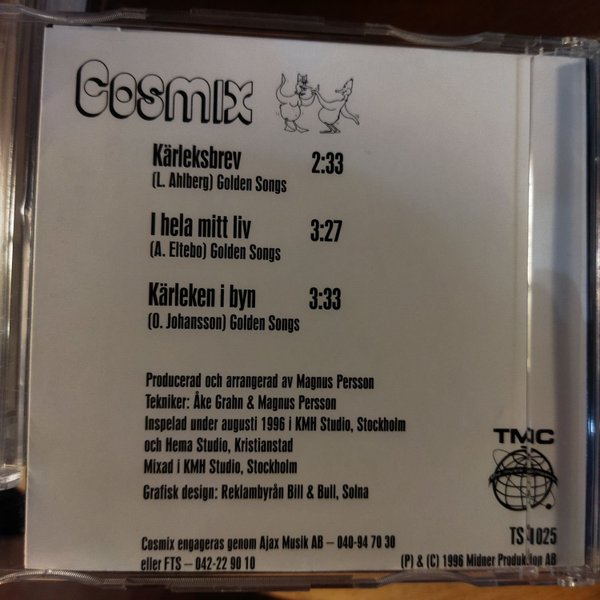 Cosmix
Kärleksbrev 2:33
(L. Ahlberg) Golden Songs
I hela mitt liv 3:27
(A. Eltebo) Golden Songs
Kärleken i byn 3:33
(O. Johansson) Golden Songs
Producerad och arrangerad av Magnus Persson
Tekniker: Åke Grahn & Magnus Persson
Inspelad under augusti 1996 i KMH Studio, Stockholm
och Hema Studio, Kristianstad
Mixad i KMH Studio, Stockholm
Grafisk design: Reklambyrån Bill & Bull, Solna
TMC
TS 1025
Cosmix engageras genom Ajax Musik AB – 040-94 70 30
eller FTS – 042-22 90 10
(P) & (C) 1996 Midner Produktion AB